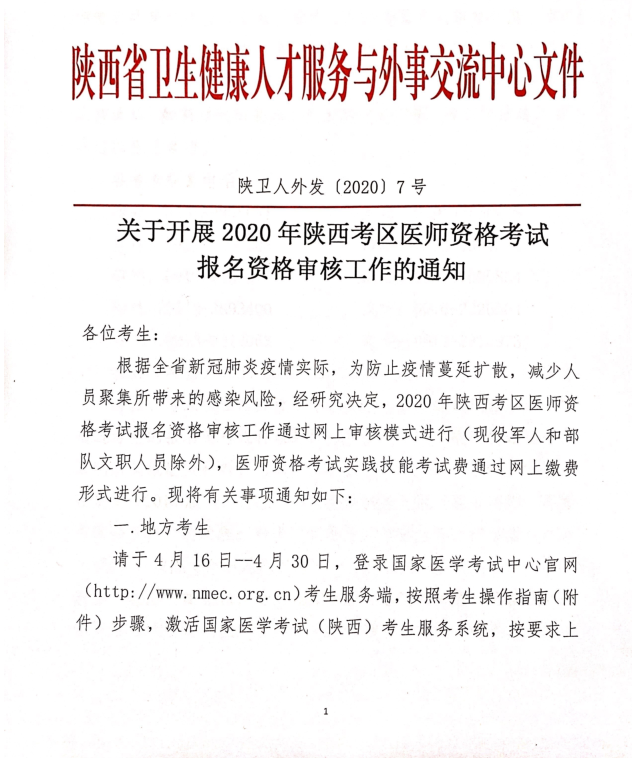 陕西省卫生健康人才服务与外事交流中心文件
陕卫人外发〔2020〕7号
关于开展2020年陕西考区医师资格考试
报名资格审核工作的通知
各位考生：
根据全省新冠肺炎疫情实际，为防止疫情蔓延扩散，减少人
员聚集所带来的感染风险，经研究决定，2020年陕西考区医师资
格考试报名资格审核工作通过网上审核模式进行（现役军人和部
队文职人员除外），医师资格考试实践技能考试费通过网上缴费
形式进行。现将有关事项通知如下：
一.地方考生
请于4月16日--4月30日，登录国家医学考试中心官网
（http://www.nmec.org.cn）考生服务端，按照考生操作指南（附
件）步骤，激活国家医学考试（陕西）考生服务系统，按要求上
1